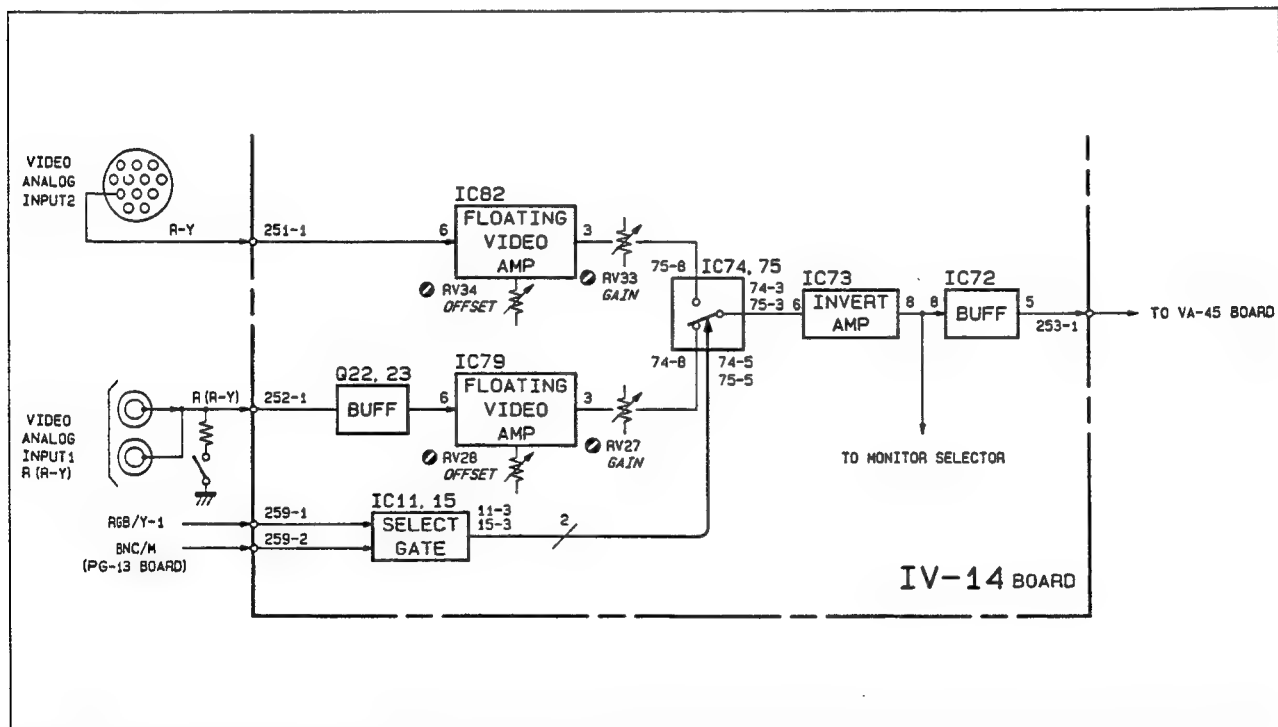 VIDEO
ANALOG
INPUT2
R-Y
251-1
IC82
6
FLOATING
VIDEO
AMP
3
RV34
OFFSET
RV33
GAIN
75-8
IC74, 75
74-3
75-3
74-8
74-5
75-5
6
IC73
INVERT
AMP
8
8
IC72
BUFF
5
253-1
TO VA-45 BOARD
TO MONITOR SELECTOR
VIDEO
ANALOG
INPUT1
R (R-Y)
R (R-Y)
252-1
Q22, 23
BUFF
6
IC79
FLOATING
VIDEO
AMP
3
RV28
OFFSET
RV27
GAIN
RGB/Y-1
259-1
BNC/M
259-2
(PG-13 BOARD)
IC11, 15
SELECT
GATE
11-3
15-3
2
IV-14 BOARD